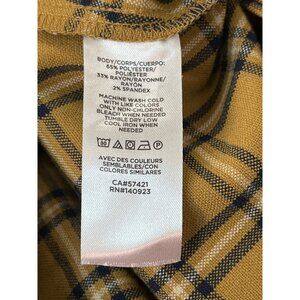 BODY/CORPS/CUERPO:
65% POLYESTER/
POLIÉSTER
33% RAYON/RAYONNE/
RAYÓN
2% SPANDEX
MACHINE WASH COLD
WITH LIKE COLORS
ONLY NON-CHLORINE
BLEACH WHEN NEEDED
TUMBLE DRY LOW
COOL IRON WHEN
NEEDED
AVEC DES COULEURS
SEMBLABLES/CON
COLORES SIMILARES
CA#57421
RN#140923